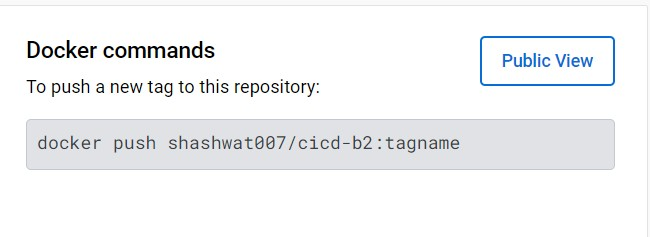 Docker commands
Public View
To push a new tag to this repository:
docker push shashwat007/cicd-b2:tagname